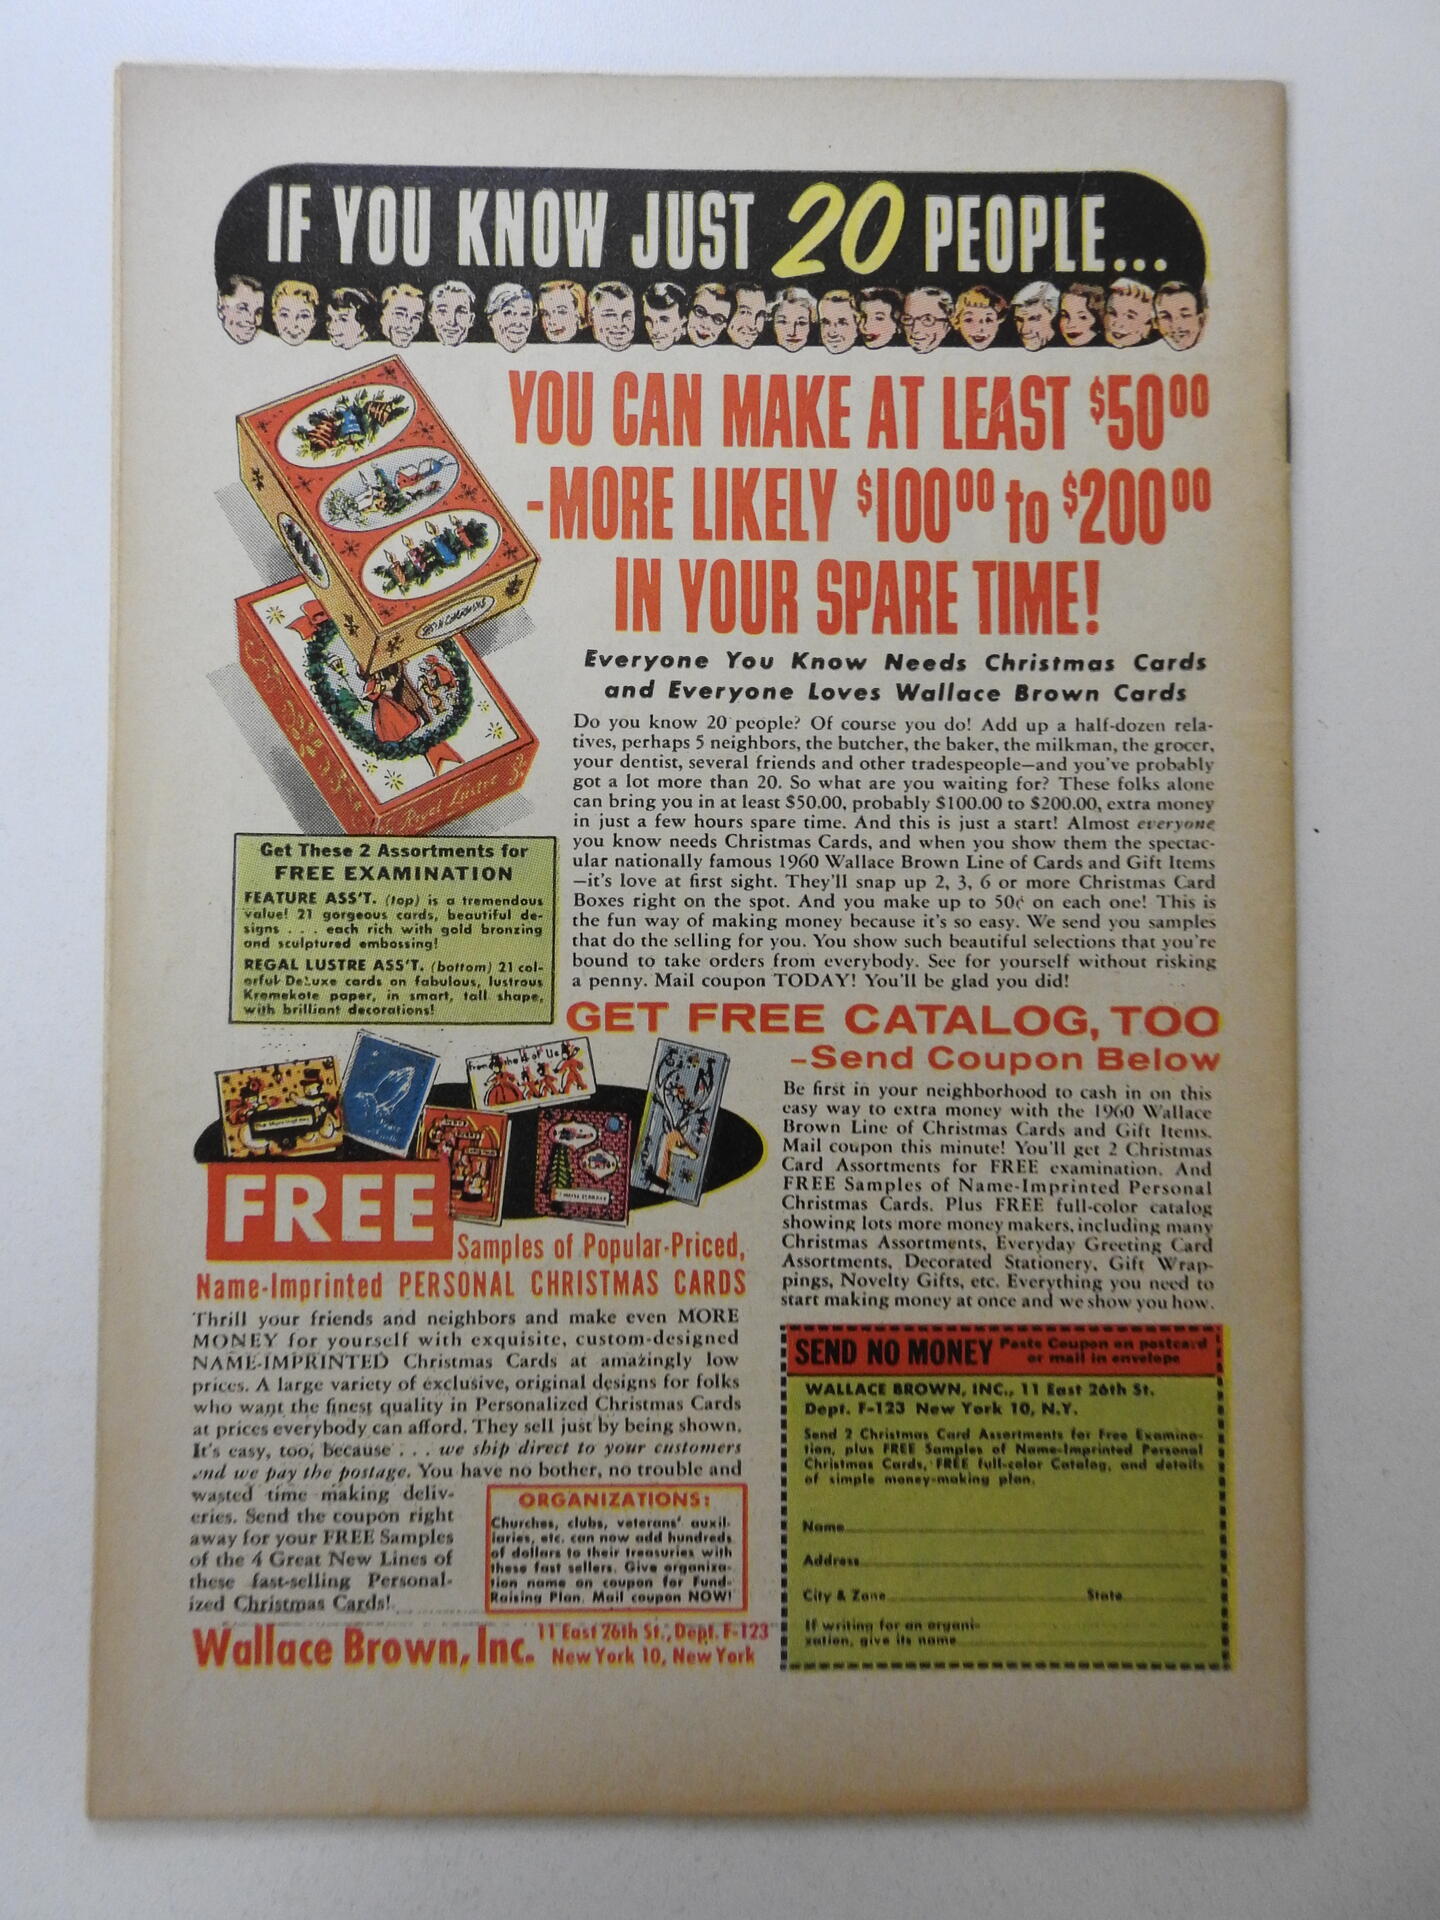 IF YOU KNOW JUST 20 PEOPLE...
YOU CAN MAKE AT LEAST $50⁰⁰
-MORE LIKELY $100⁰⁰ to $200⁰⁰
IN YOUR SPARE TIME!
Everyone You Know Needs Christmas Cards
and Everyone Loves Wallace Brown Cards
Do you know 20 people? Of course you do! Add up a half-dozen rela-
tives, perhaps 5 neighbors, the butcher, the baker, the milkman, the grocer,
your dentist, several friends and other tradespeople—and you've probably
got a lot more than 20. So what are you waiting for? These folks alone
can bring you in at least $50.00, probably $100.00 to $200.00, extra money
in just a few hours spare time. And this is just a start! Almost everyone
you know needs Christmas Cards, and when you show them the spectac-
ular nationally famous 1960 Wallace Brown Line of Cards and Gift Items
—it's love at first sight. They'll snap up 2, 3, 6 or more Christmas Card
Boxes right on the spot. And you make up to 50¢ on each one! This is
the fun way of making money because it's so easy. We send you samples
that do the selling for you. You show such beautiful selections that you're
bound to take orders from everybody. See for yourself without risking
a penny. Mail coupon TODAY! You'll be glad you did!
Regal Lustre
Get These 2 Assortments for
FREE EXAMINATION
FEATURE ASS'T. (top) is a tremendous
value! 21 gorgeous cards, beautiful de-
signs . . . each rich with gold bronzing
and sculptured embossing!
REGAL LUSTRE ASS'T. (bottom) 21 col-
orful DeLuxe cards on fabulous, lustrous
Kromekote paper, in smart, tall shape,
with brilliant decorations!
GET FREE CATALOG, TOO
—Send Coupon Below
Be first in your neighborhood to cash in on this
easy way to extra money with the 1960 Wallace
Brown Line of Christmas Cards and Gift Items.
Mail coupon this minute! You'll get 2 Christmas
Card Assortments for FREE examination. And
FREE Samples of Name-Imprinted Personal
Christmas Cards. Plus FREE full-color catalog
showing lots more money makers, including many
Christmas Assortments, Everyday Greeting Card
Assortments, Decorated Stationery, Gift Wrap-
pings, Novelty Gifts, etc. Everything you need to
start making money at once and we show you how.
From the of Us
FREE
Samples of Popular-Priced,
Name-Imprinted PERSONAL CHRISTMAS CARDS
Thrill your friends and neighbors and make even MORE
MONEY for yourself with exquisite, custom-designed
NAME-IMPRINTED Christmas Cards at amazingly low
prices. A large variety of exclusive, original designs for folks
who want the finest quality in Personalized Christmas Cards
at prices everybody can afford. They sell just by being shown.
It's easy, too, because . . . we ship direct to your customers
and we pay the postage. You have no bother, no trouble and
wasted time making deliv-
eries. Send the coupon right
away for your FREE Samples
of the 4 Great New Lines of
these fast-selling Personal-
ized Christmas Cards!
ORGANIZATIONS:
Churches, clubs, veterans' auxil-
iaries, etc. can now add hundreds
of dollars to their treasuries with
these fast sellers. Give organiza-
tion name on coupon for Fund-
Raising Plan. Mail coupon NOW!
Wallace Brown, Inc. 11 East 26th St., Dept. F-123
New York 10, New York
SEND NO MONEY Paste Coupon on postcard
or mail in envelope
WALLACE BROWN, INC., 11 East 26th St.
Dept. F-123 New York 10, N.Y.
Send 2 Christmas Card Assortments for Free Examina-
tion, plus FREE Samples of Name-Imprinted Personal
Christmas Cards, FREE full-color Catalog, and details
of simple money-making plan.
Name
Address
City & Zone State
If writing for an organi-
zation, give its name